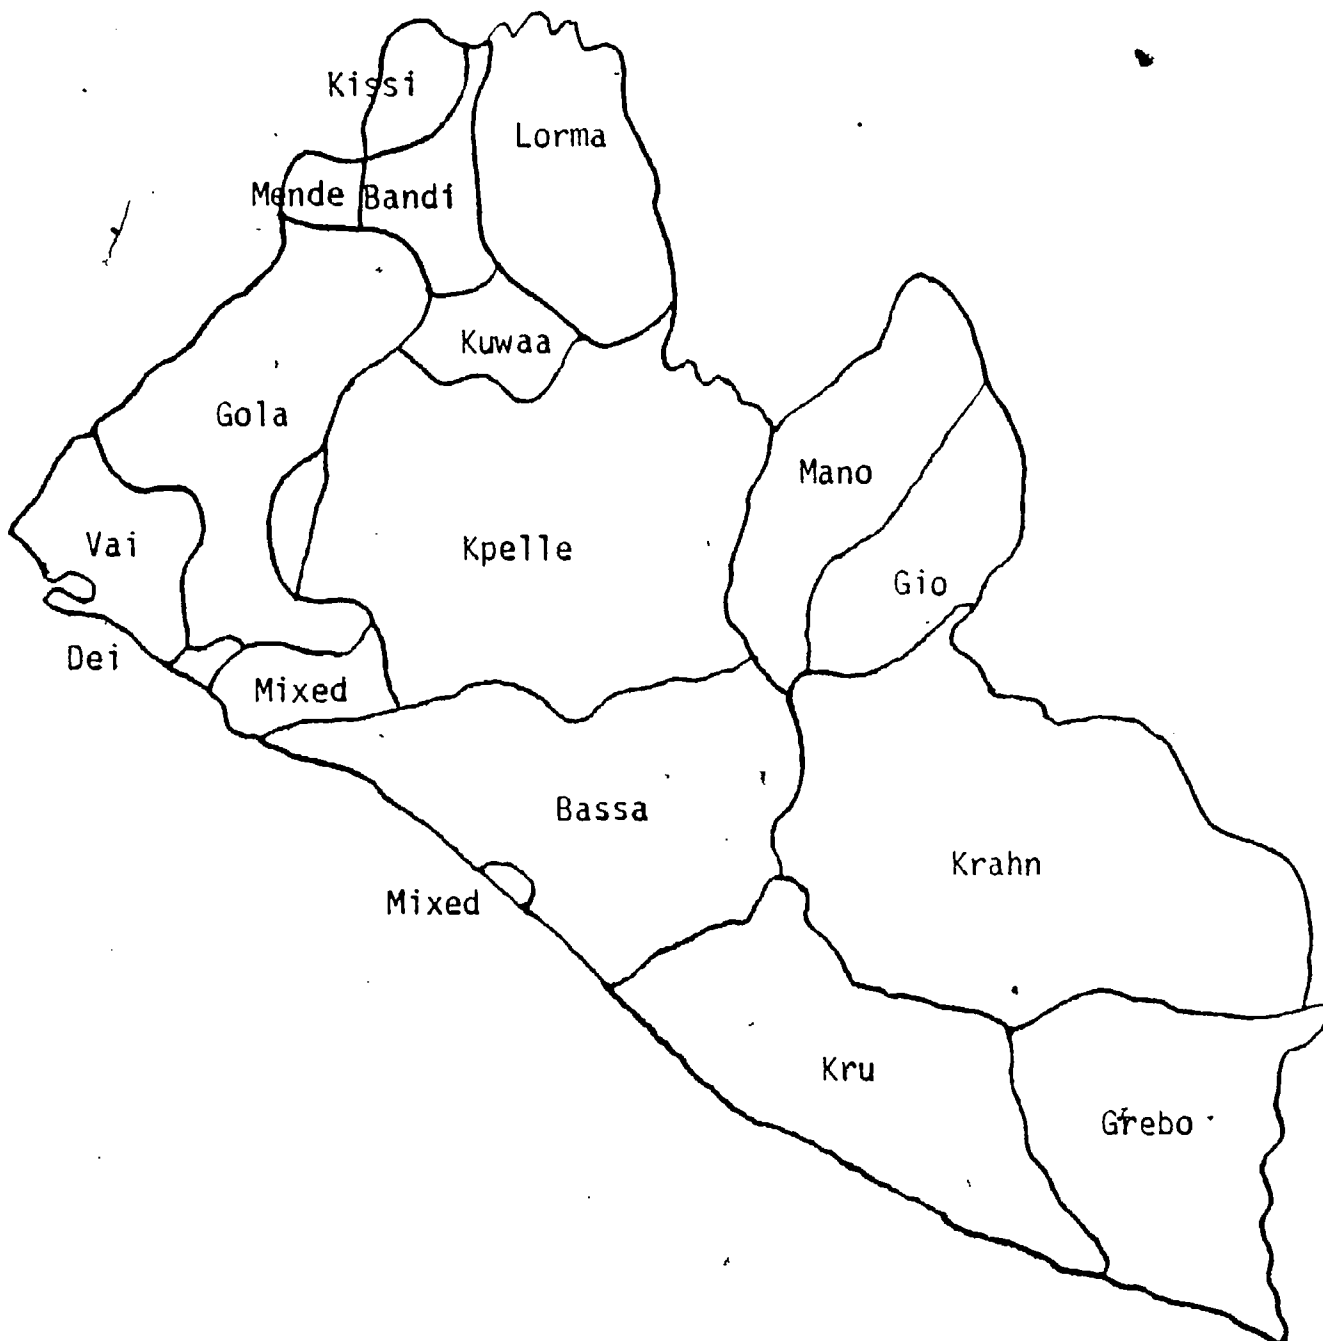 Kissi
Lorma
Mende
Bandi
Kuwaa
Gola
Mano
Vai
Kpelle
Gio
Dei
Mixed
Bassa
Krahn
Mixed
Kru
Grebo